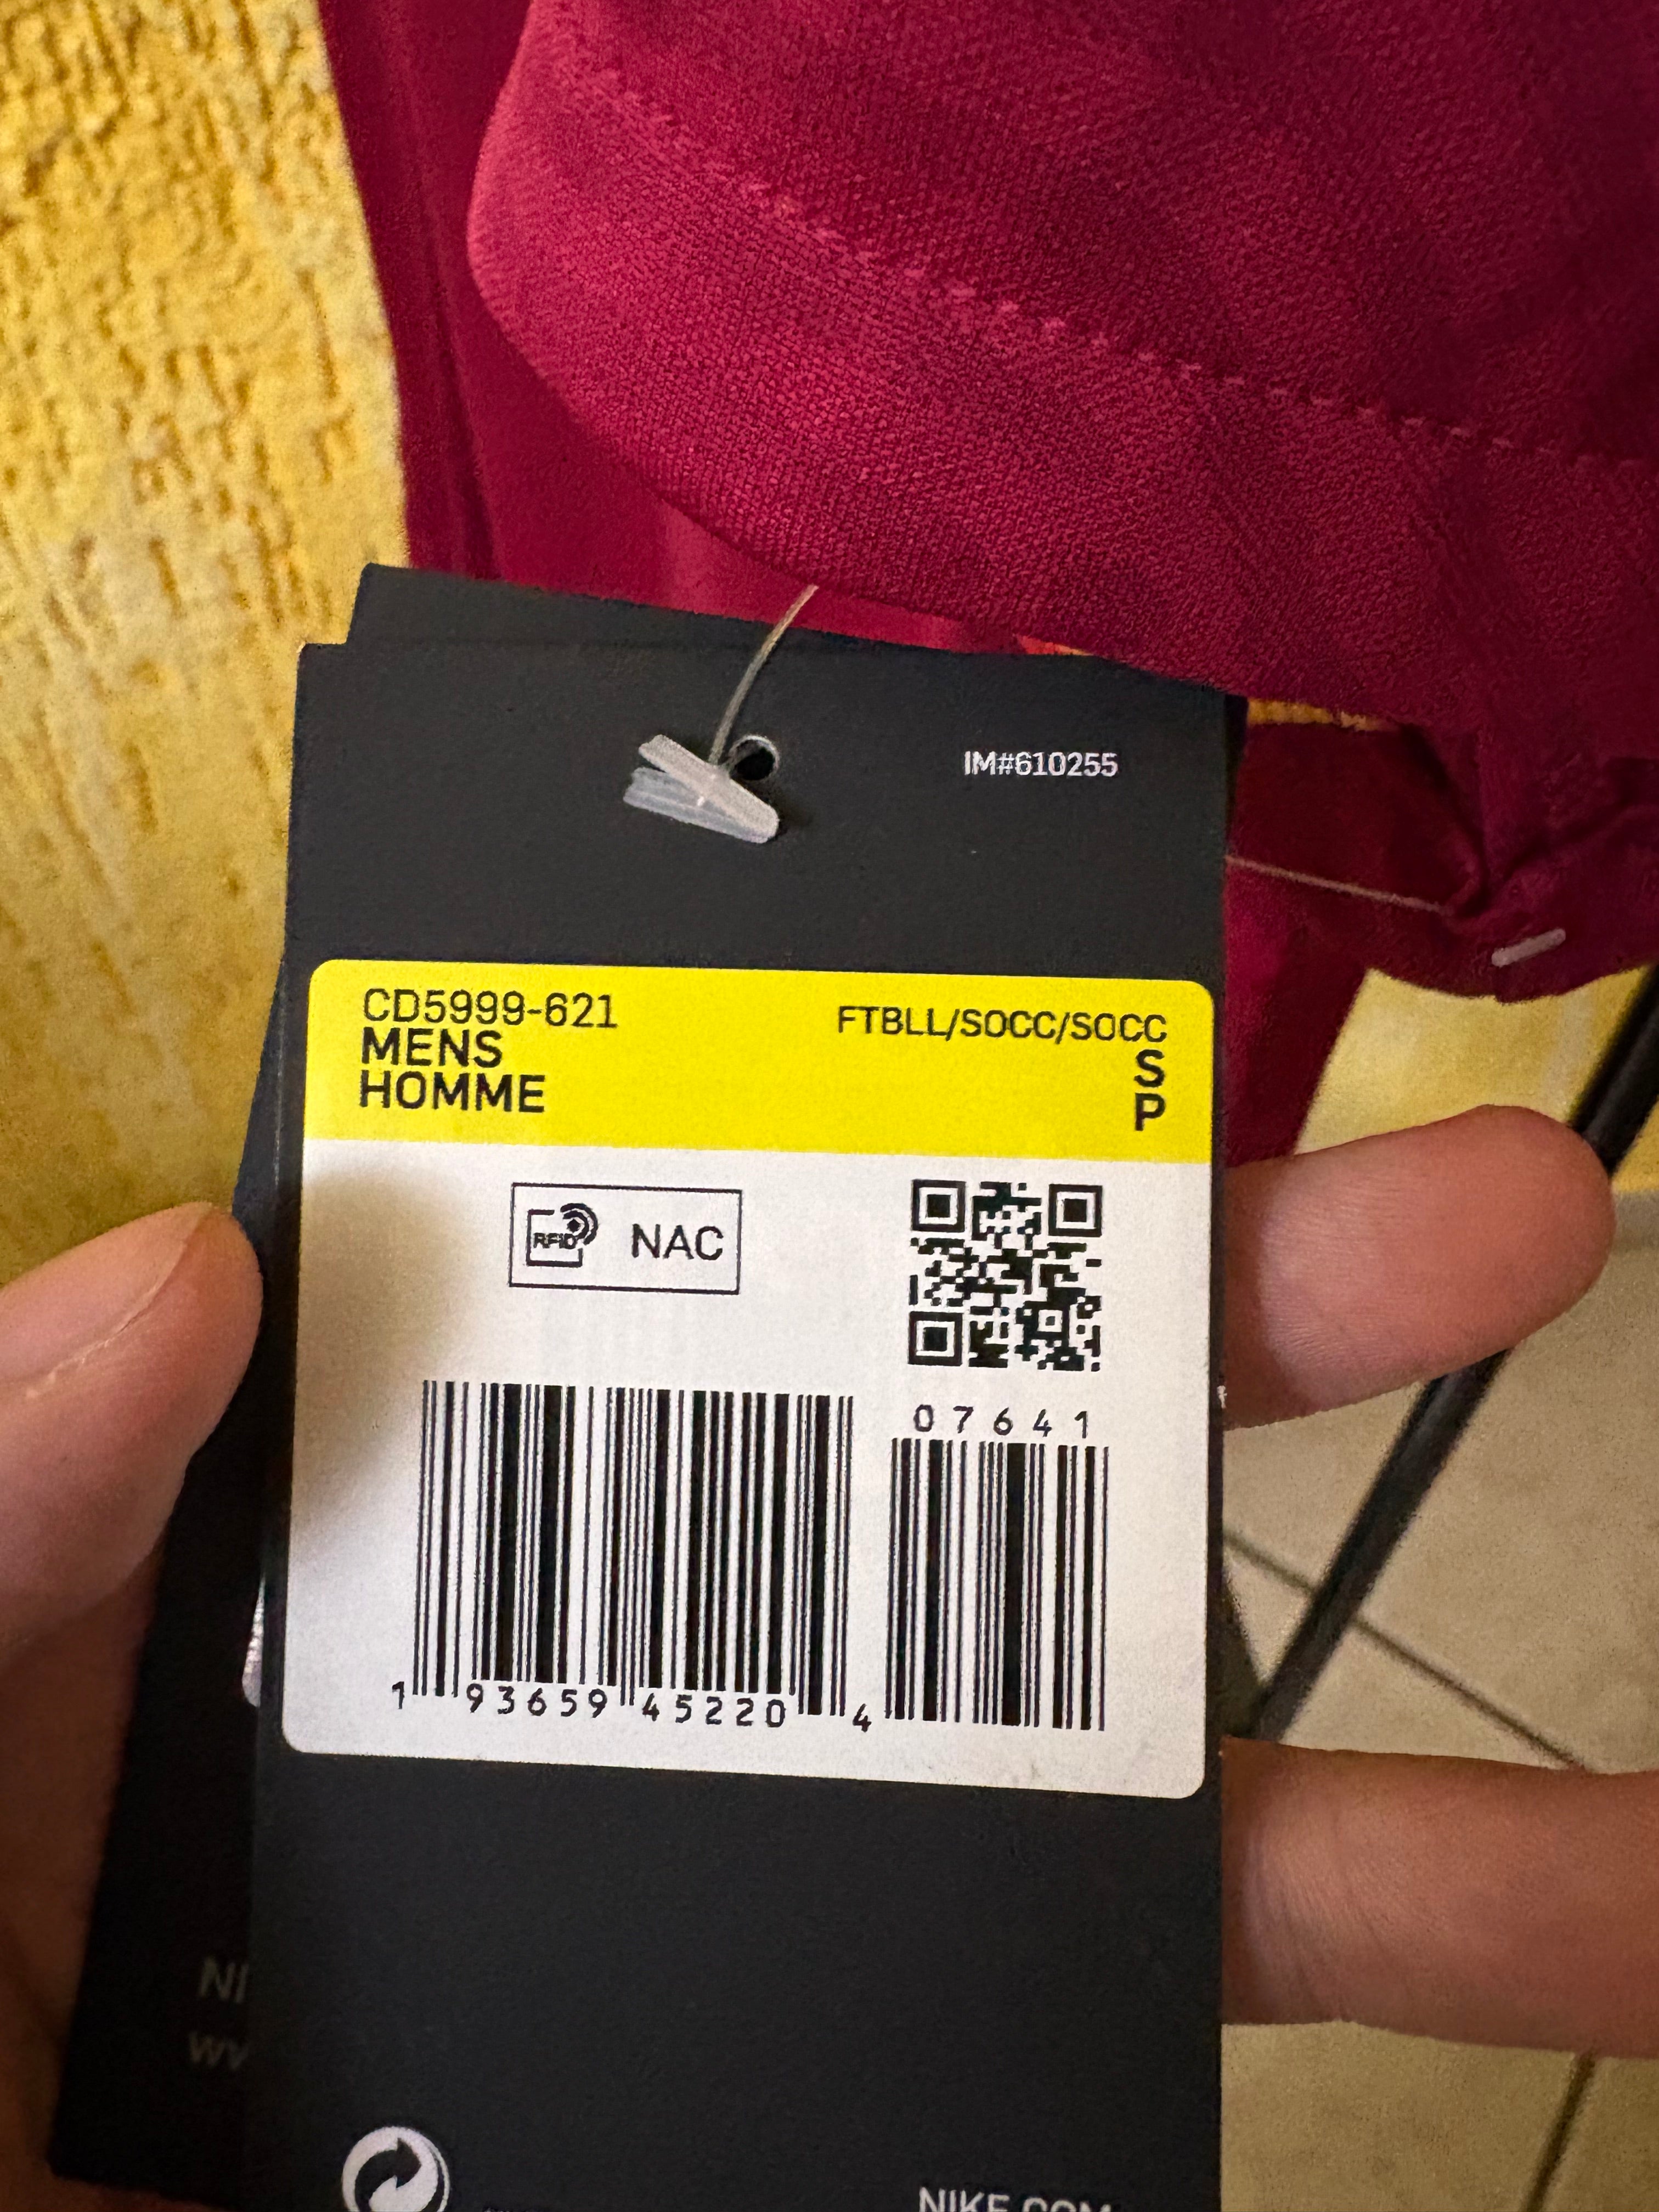 IM#610255
CD5999-621 FTBLL/SOCC/SOCC
MENS S
HOMME P
RFID NAC
07641
1 93659 45220 4
NIKE.COM